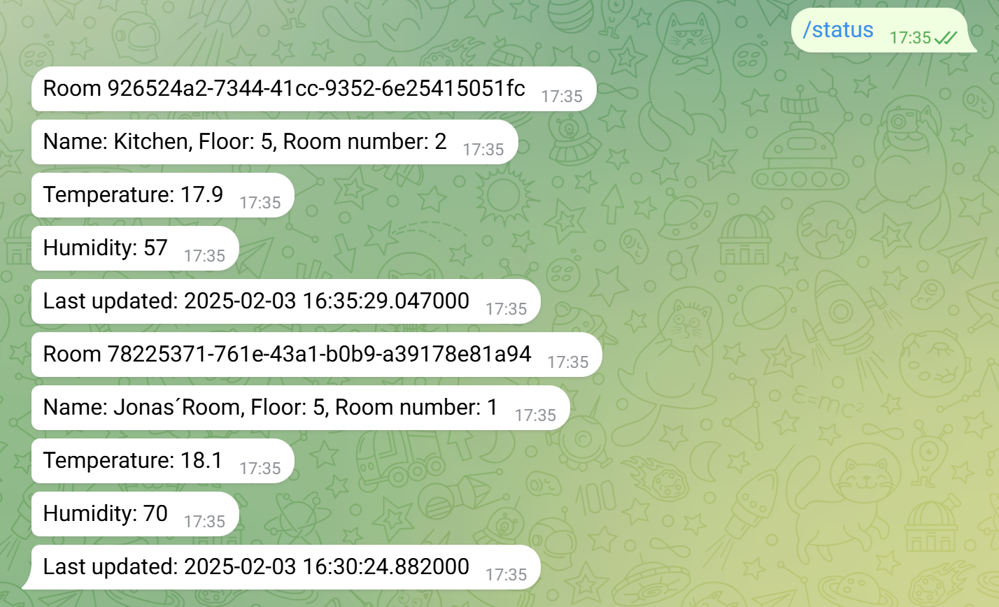 /status 17:35
Room 926524a2-7344-41cc-9352-6e25415051fc 17:35
Name: Kitchen, Floor: 5, Room number: 2 17:35
Temperature: 17.9 17:35
Humidity: 57 17:35
Last updated: 2025-02-03 16:35:29.047000 17:35
Room 78225371-761e-43a1-b0b9-a39178e81a94 17:35
Name: Jonas´Room, Floor: 5, Room number: 1 17:35
Temperature: 18.1 17:35
Humidity: 70 17:35
Last updated: 2025-02-03 16:30:24.882000 17:35